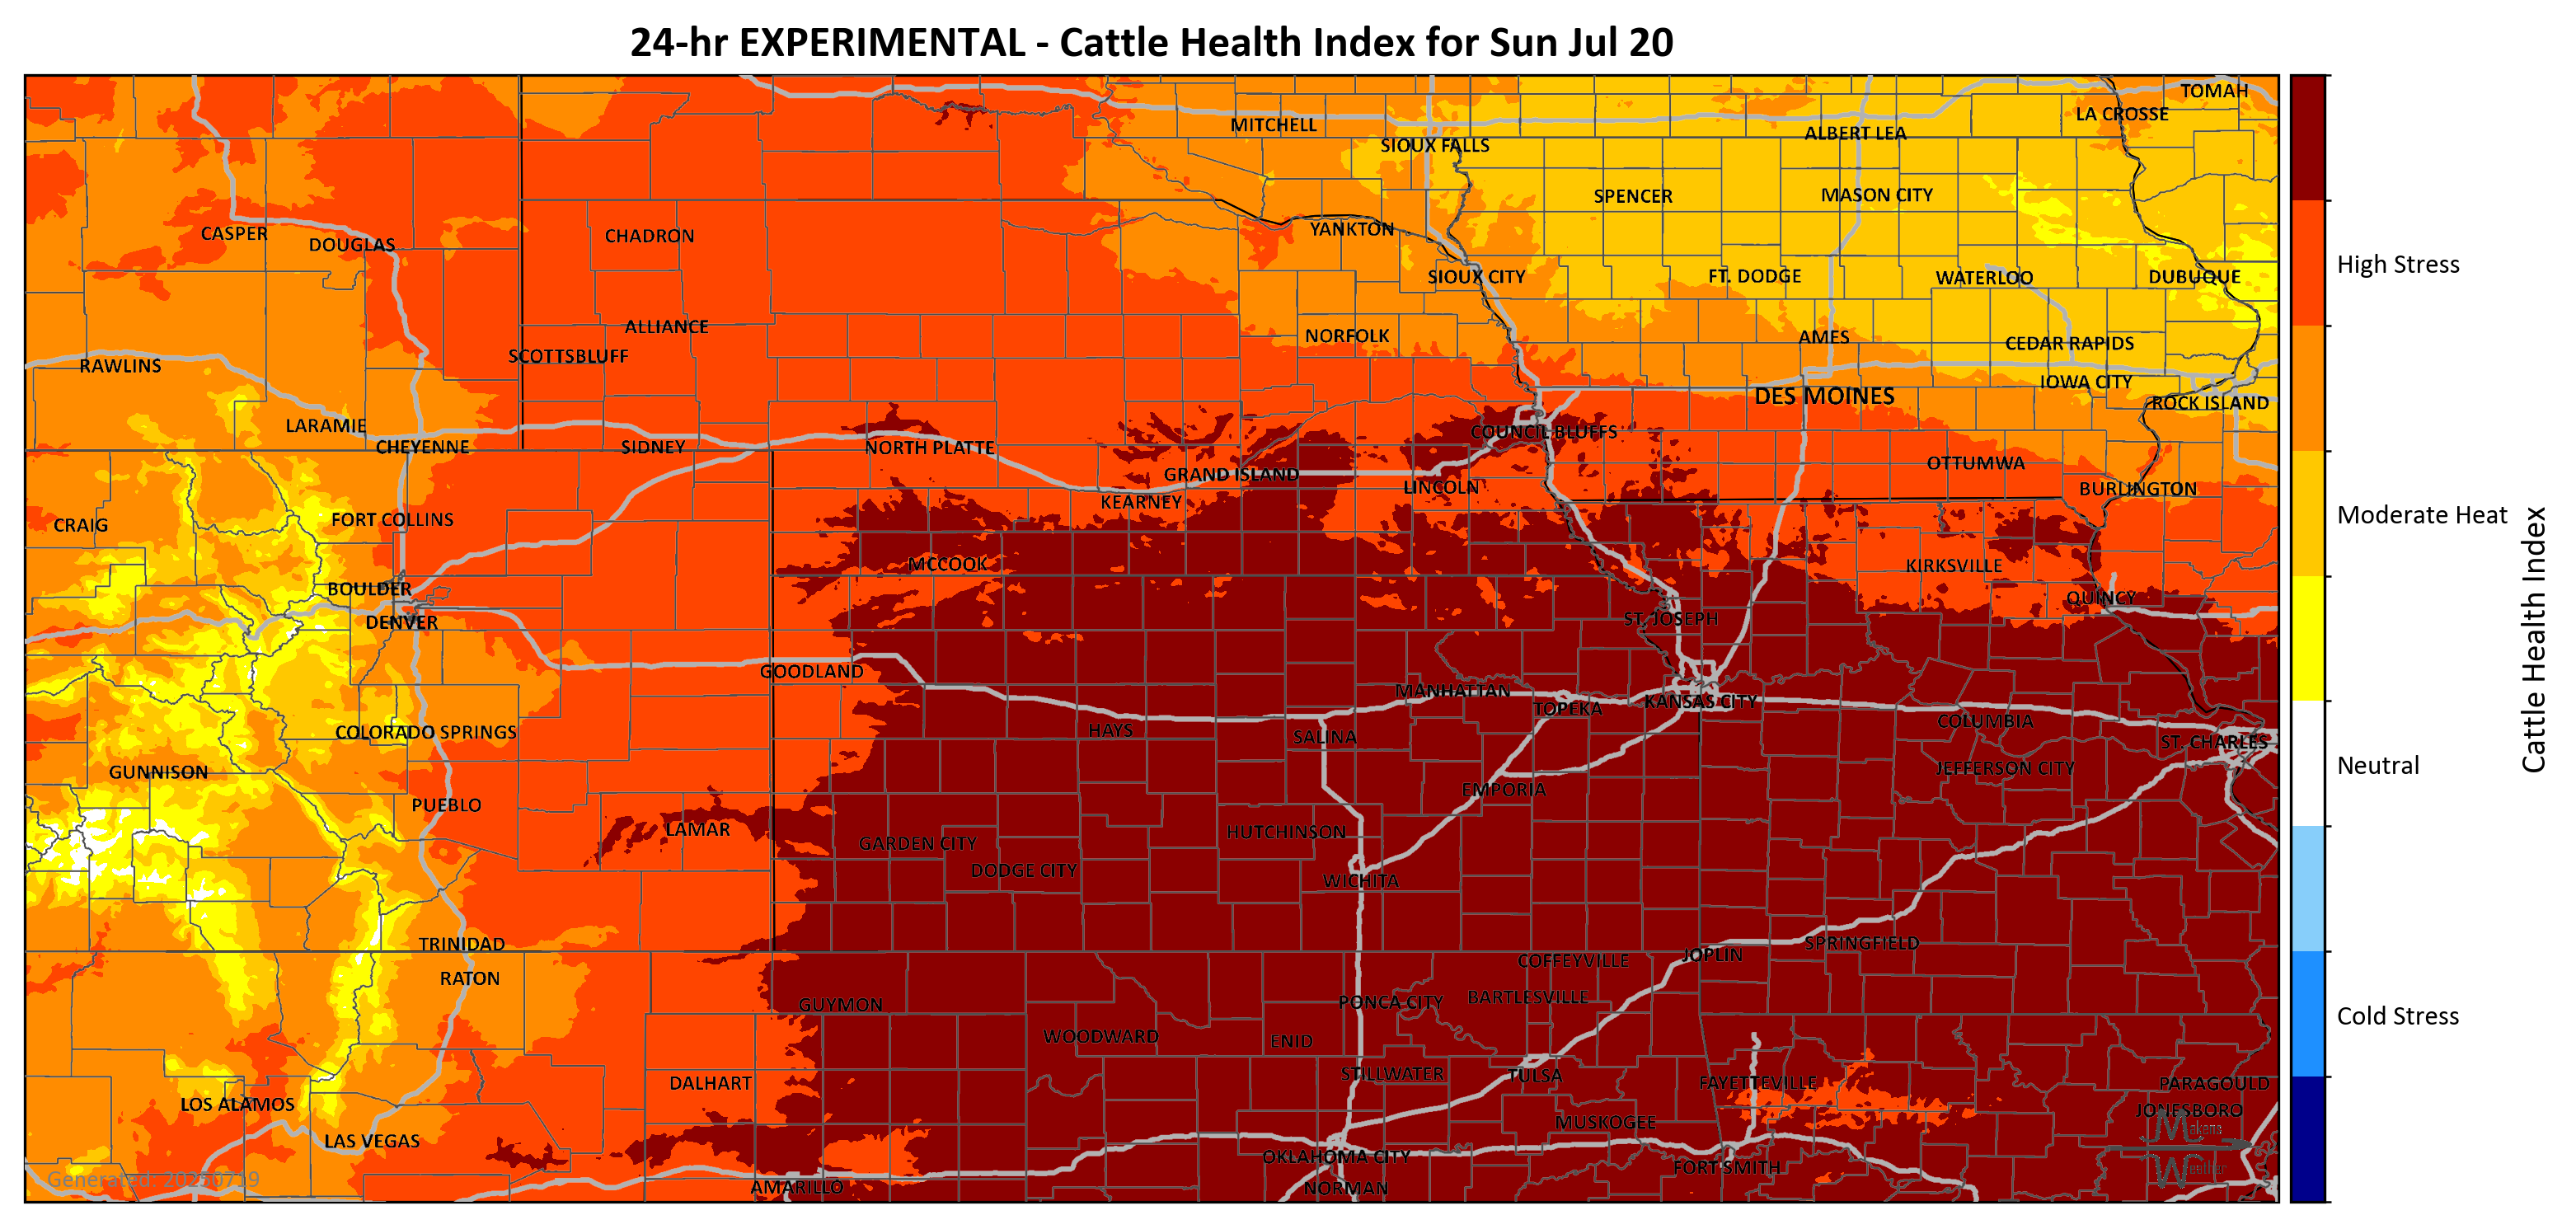 24-hr EXPERIMENTAL - Cattle Health Index for Sun Jul 20
TOMAH
LA CROSSE
MITCHELL
ALBERT LEA
SIOUX FALLS
SPENCER
MASON CITY
CASPER
DOUGLAS
CHADRON
YANKTON
High Stress
SIOUX CITY
FT. DODGE
WATERLOO
DUBUQUE
ALLIANCE
NORFOLK
AMES
CEDAR RAPIDS
SCOTTSBLUFF
RAWLINS
IOWA CITY
DES MOINES
ROCK ISLAND
LARAMIE
COUNCIL BLUFFS
CHEYENNE
SIDNEY
NORTH PLATTE
OTTUMWA
GRAND ISLAND
LINCOLN
BURLINGTON
KEARNEY
Moderate Heat
CRAIG
FORT COLLINS
MCCOOK
KIRKSVILLE
BOULDER
QUINCY
DENVER
ST. JOSEPH
Cattle Health Index
GOODLAND
MANHATTAN
TOPEKA
KANSAS CITY
COLUMBIA
COLORADO SPRINGS
HAYS
SALINA
ST. CHARLES
GUNNISON
JEFFERSON CITY
Neutral
EMPORIA
PUEBLO
LAMAR
HUTCHINSON
GARDEN CITY
DODGE CITY
WICHITA
TRINIDAD
SPRINGFIELD
JOPLIN
COFFEYVILLE
RATON
GUYMON
PONCA CITY
BARTLESVILLE
Cold Stress
WOODWARD
ENID
STILLWATER
TULSA
DALHART
FAYETTEVILLE
PARAGOULD
LOS ALAMOS
JONESBORO
MUSKOGEE
Makens
LAS VEGAS
OKLAHOMA CITY
FORT SMITH
Weather
Generated: 20250719
AMARILLO
NORMAN